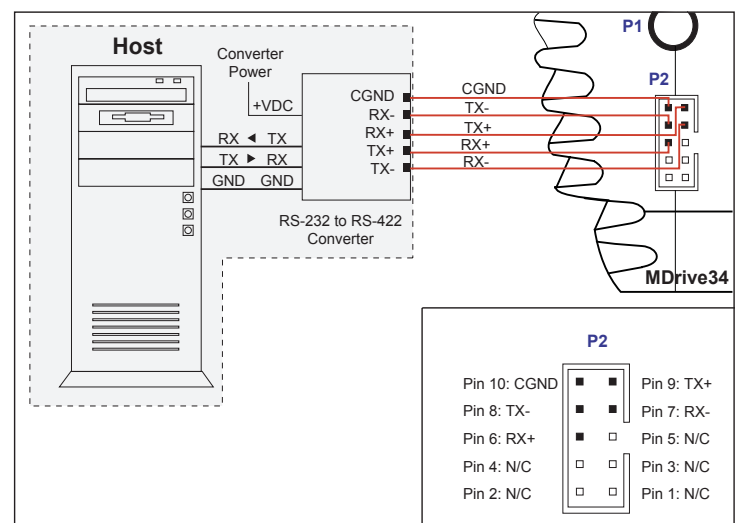 Host
Converter
Power
+VDC
RX ◄ TX
TX ► RX
GND GND
CGND
RX-
RX+
TX+
TX-
RS-232 to RS-422
Converter
CGND
TX-
TX+
RX+
RX-
P1
P2
MDrive34
P2
Pin 10: CGND
Pin 9: TX+
Pin 8: TX-
Pin 7: RX-
Pin 6: RX+
Pin 5: N/C
Pin 4: N/C
Pin 3: N/C
Pin 2: N/C
Pin 1: N/C